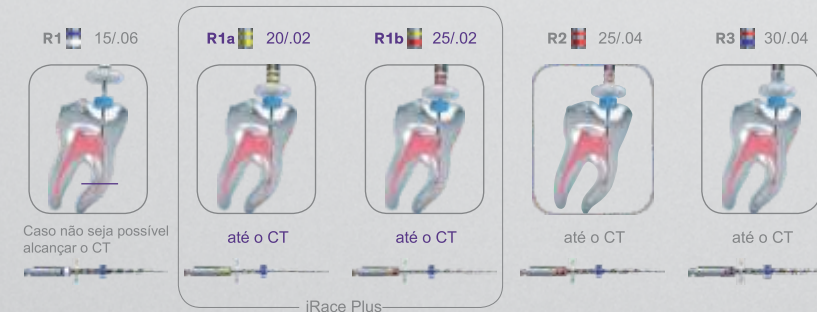 R1 15/.06
R1a 20/.02
R1b 25/.02
R2 25/.04
R3 30/.04
Caso não seja possível
alcançar o CT
até o CT
até o CT
até o CT
até o CT
iRace Plus